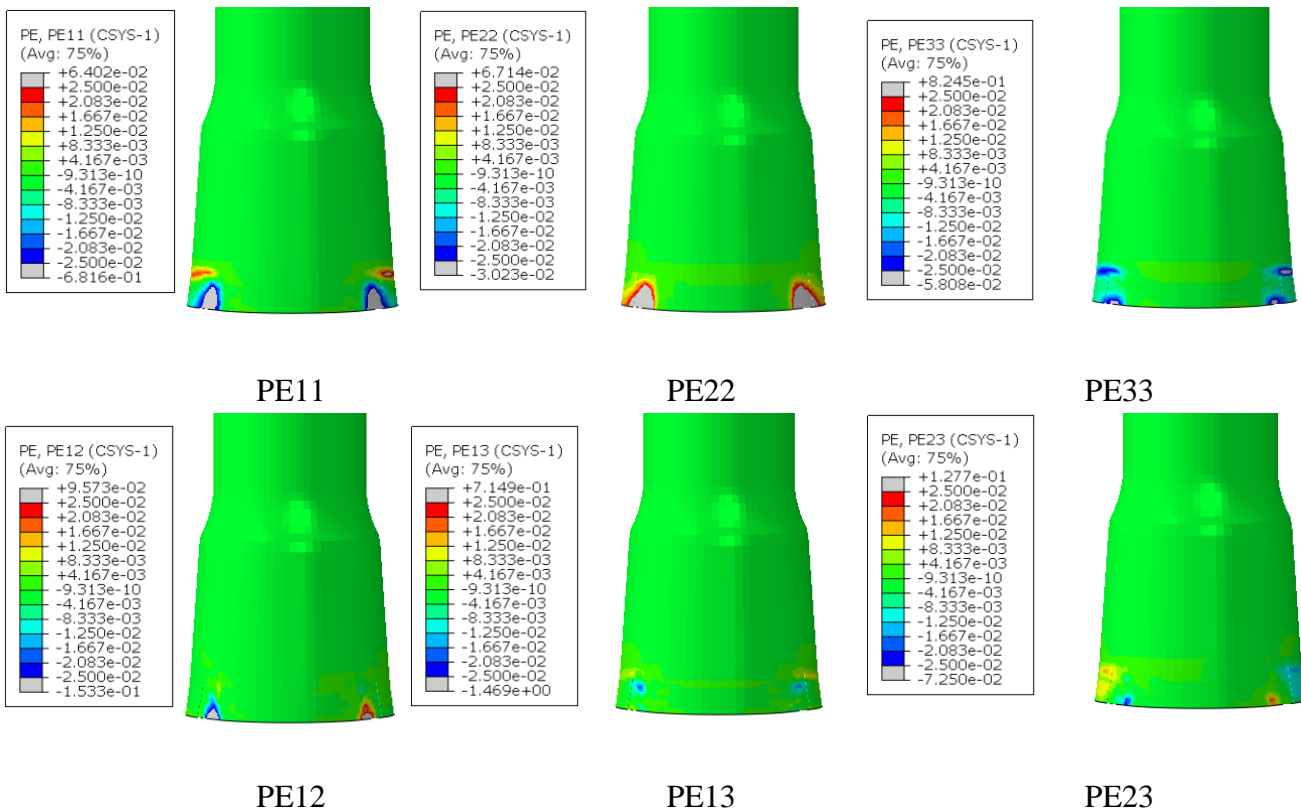 PE, PE11 (CSYS-1)
(Avg: 75%)
+6.402e-02
+2.500e-02
+2.083e-02
+1.667e-02
+1.250e-02
+8.333e-03
+4.167e-03
-9.313e-10
-4.167e-03
-8.333e-03
-1.250e-02
-1.667e-02
-2.083e-02
-2.500e-02
-6.816e-01
PE, PE22 (CSYS-1)
(Avg: 75%)
+6.714e-02
+2.500e-02
+2.083e-02
+1.667e-02
+1.250e-02
+8.333e-03
+4.167e-03
-9.313e-10
-4.167e-03
-8.333e-03
-1.250e-02
-1.667e-02
-2.083e-02
-2.500e-02
-3.023e-02
PE, PE33 (CSYS-1)
(Avg: 75%)
+8.245e-01
+2.500e-02
+2.083e-02
+1.667e-02
+1.250e-02
+8.333e-03
+4.167e-03
-9.313e-10
-4.167e-03
-8.333e-03
-1.250e-02
-1.667e-02
-2.083e-02
-2.500e-02
-5.808e-02
PE11
PE22
PE33
PE, PE12 (CSYS-1)
(Avg: 75%)
+9.573e-02
+2.500e-02
+2.083e-02
+1.667e-02
+1.250e-02
+8.333e-03
+4.167e-03
-9.313e-10
-4.167e-03
-8.333e-03
-1.250e-02
-1.667e-02
-2.083e-02
-2.500e-02
-1.533e-01
PE, PE13 (CSYS-1)
(Avg: 75%)
+7.149e-01
+2.500e-02
+2.083e-02
+1.667e-02
+1.250e-02
+8.333e-03
+4.167e-03
-9.313e-10
-4.167e-03
-8.333e-03
-1.250e-02
-1.667e-02
-2.083e-02
-2.500e-02
-1.469e+00
PE, PE23 (CSYS-1)
(Avg: 75%)
+1.277e-01
+2.500e-02
+2.083e-02
+1.667e-02
+1.250e-02
+8.333e-03
+4.167e-03
-9.313e-10
-4.167e-03
-8.333e-03
-1.250e-02
-1.667e-02
-2.083e-02
-2.500e-02
-7.250e-02
PE12
PE13
PE23